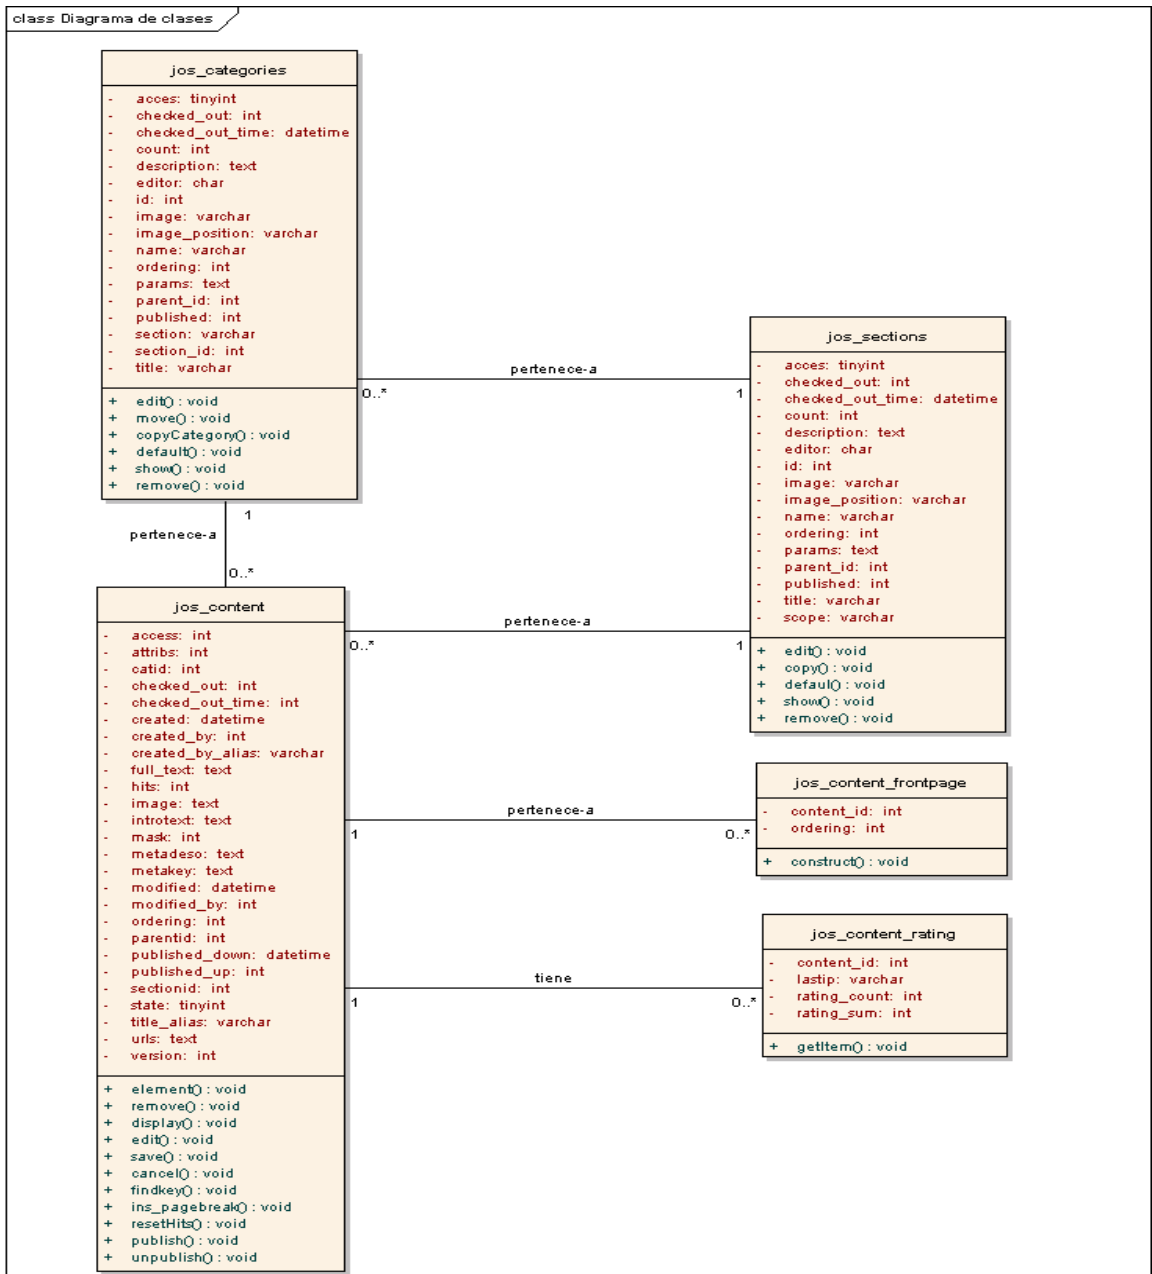 class Diagrama de clases
jos_categories
- acces: tinyint
- checked_out: int
- checked_out_time: datetime
- count: int
- description: text
- editor: char
- id: int
- image: varchar
- image_position: varchar
- name: varchar
- ordering: int
- params: text
- parent_id: int
- published: int
- section: varchar
- section_id: int
- title: varchar
+ edit() : void
+ move() : void
+ copyCategory() : void
+ default() : void
+ show() : void
+ remove() : void
pertenece-a
0..*
1
jos_sections
- acces: tinyint
- checked_out: int
- checked_out_time: datetime
- count: int
- description: text
- editor: char
- id: int
- image: varchar
- image_position: varchar
- name: varchar
- ordering: int
- params: text
- parent_id: int
- published: int
- title: varchar
- scope: varchar
+ edit() : void
+ copy() : void
+ defaul() : void
+ show() : void
+ remove() : void
1
pertenece-a
0..*
jos_content
- access: int
- attribs: int
- catid: int
- checked_out: int
- checked_out_time: int
- created: datetime
- created_by: int
- created_by_alias: varchar
- full_text: text
- hits: int
- image: text
- introtext: text
- mask: int
- metadeso: text
- metakey: text
- modified: datetime
- modified_by: int
- ordering: int
- parentid: int
- published_down: datetime
- published_up: int
- sectionid: int
- state: tinyint
- title_alias: varchar
- urls: text
- version: int
+ element() : void
+ remove() : void
+ display() : void
+ edit() : void
+ save() : void
+ cancel() : void
+ findkey() : void
+ ins_pagebreak() : void
+ resetHits() : void
+ publish() : void
+ unpublish() : void
pertenece-a
0..*
1
pertenece-a
1
0..*
jos_content_frontpage
- content_id: int
- ordering: int
+ construct() : void
tiene
1
0..*
jos_content_rating
- content_id: int
- lastip: varchar
- rating_count: int
- rating_sum: int
+ getItem() : void